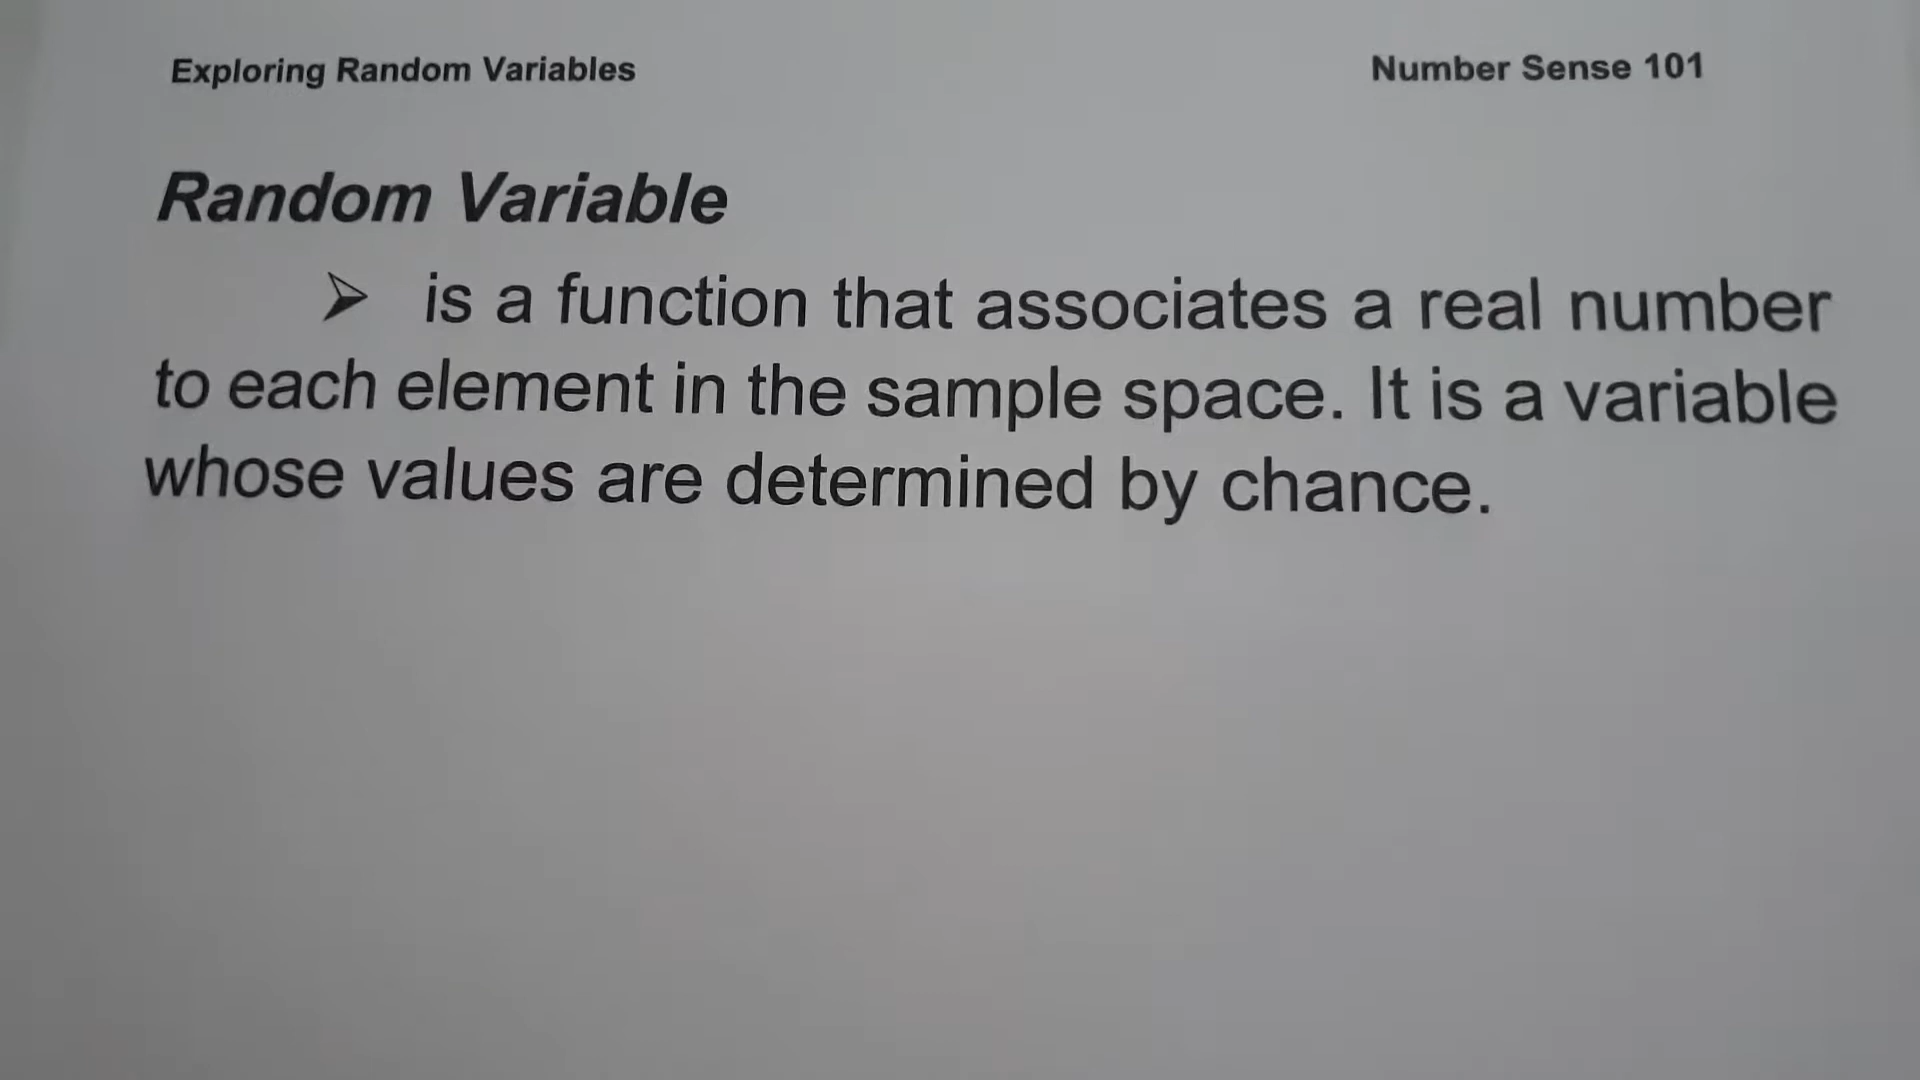 Exploring Random Variables
Number Sense 101
Random Variable
➢ is a function that associates a real number
to each element in the sample space. It is a variable
whose values are determined by chance.